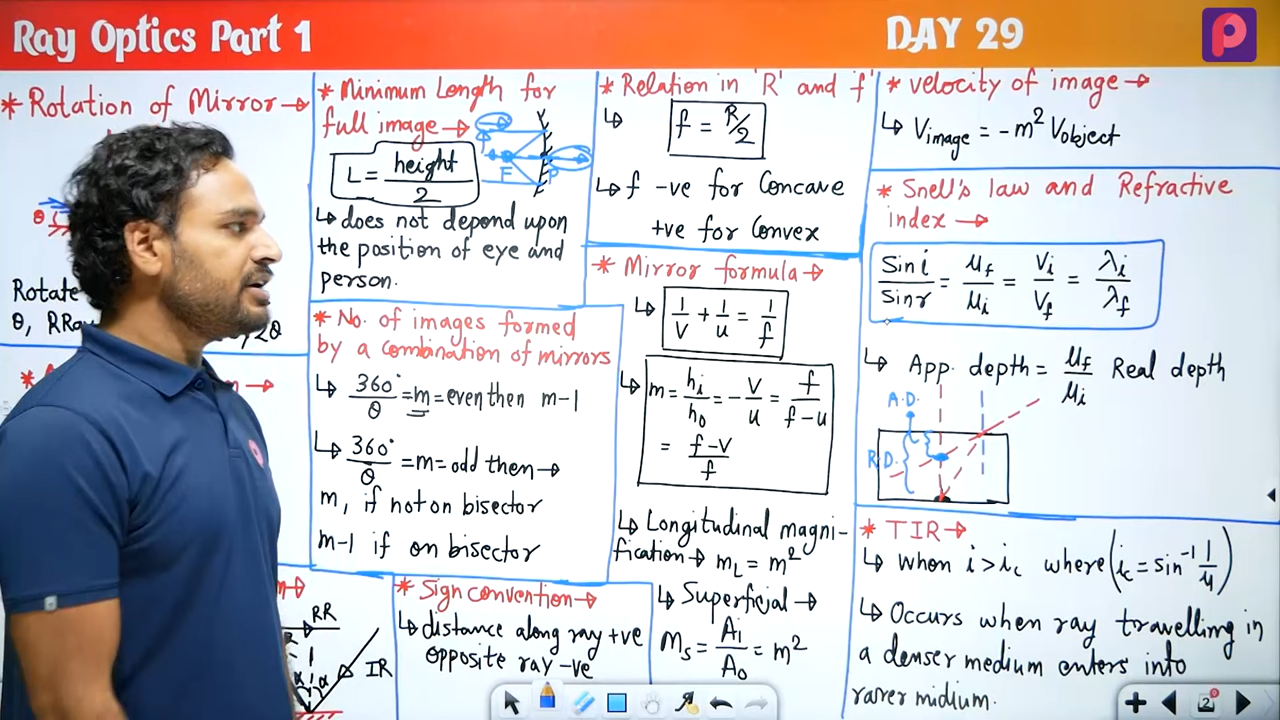 Ray Optics Part 1
DAY 29
* Rotation of Mirror →
θ
Rotate
θ, RRay
2θ
* Minimum Length for
full image →
L = height/2
F P
↳ does not depend upon
the position of eye and
person.
* No. of images formed
by a combination of mirrors
↳ 360°/θ = m = even then m-1
↳ 360°/θ = m = odd then →
m, if not on bisector
m-1 if on bisector
RR
α α
IR
* Sign convention →
↳ distance along ray +ve
opposite ray -ve
* Relation in 'R' and 'f'
↳ f = R/2
↳ f -ve for Concave
+ve for Convex
* Mirror formula →
↳ 1/v + 1/u = 1/f
↳ m = hi/ho = -v/u = f/f-u
= f-v/f
↳ Longitudinal magni-
fication → mL = m²
↳ Superficial →
ms = Ai/Ao = m²
* velocity of image →
↳ Vimage = -m² Vobject
* Snell's law and Refractive
index →
Sin i/sin r = μf/μi = Vi/Vf = λi/λf
↳ App. depth = μf/μi Real depth
A.D.
R.D.
* TIR →
↳ When i > ic where (ic = sin⁻¹ 1/μ)
↳ Occurs when ray travelling in
a denser medium enters into
rarer midium.
2